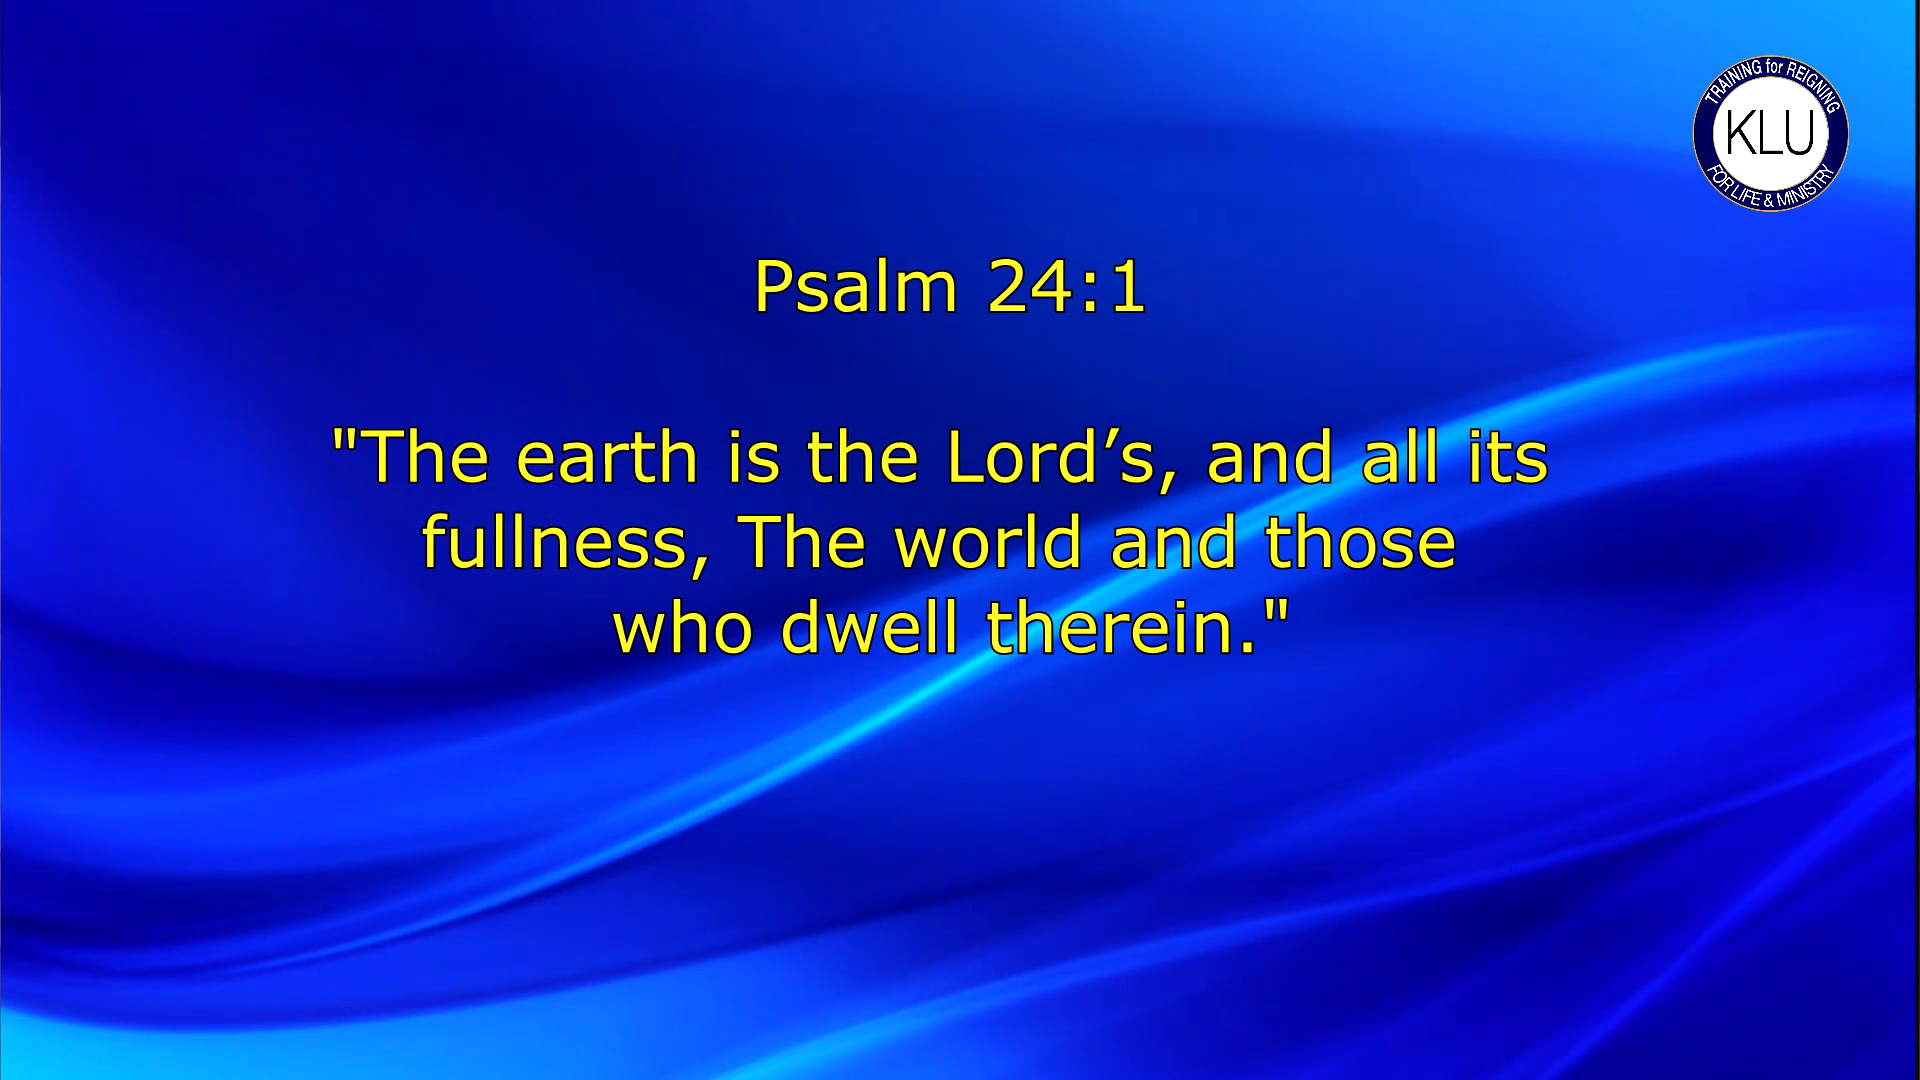 TRAINING for REIGNING
KLU
FOR LIFE & MINISTRY
Psalm 24:1
"The earth is the Lord’s, and all its
fullness, The world and those
who dwell therein."